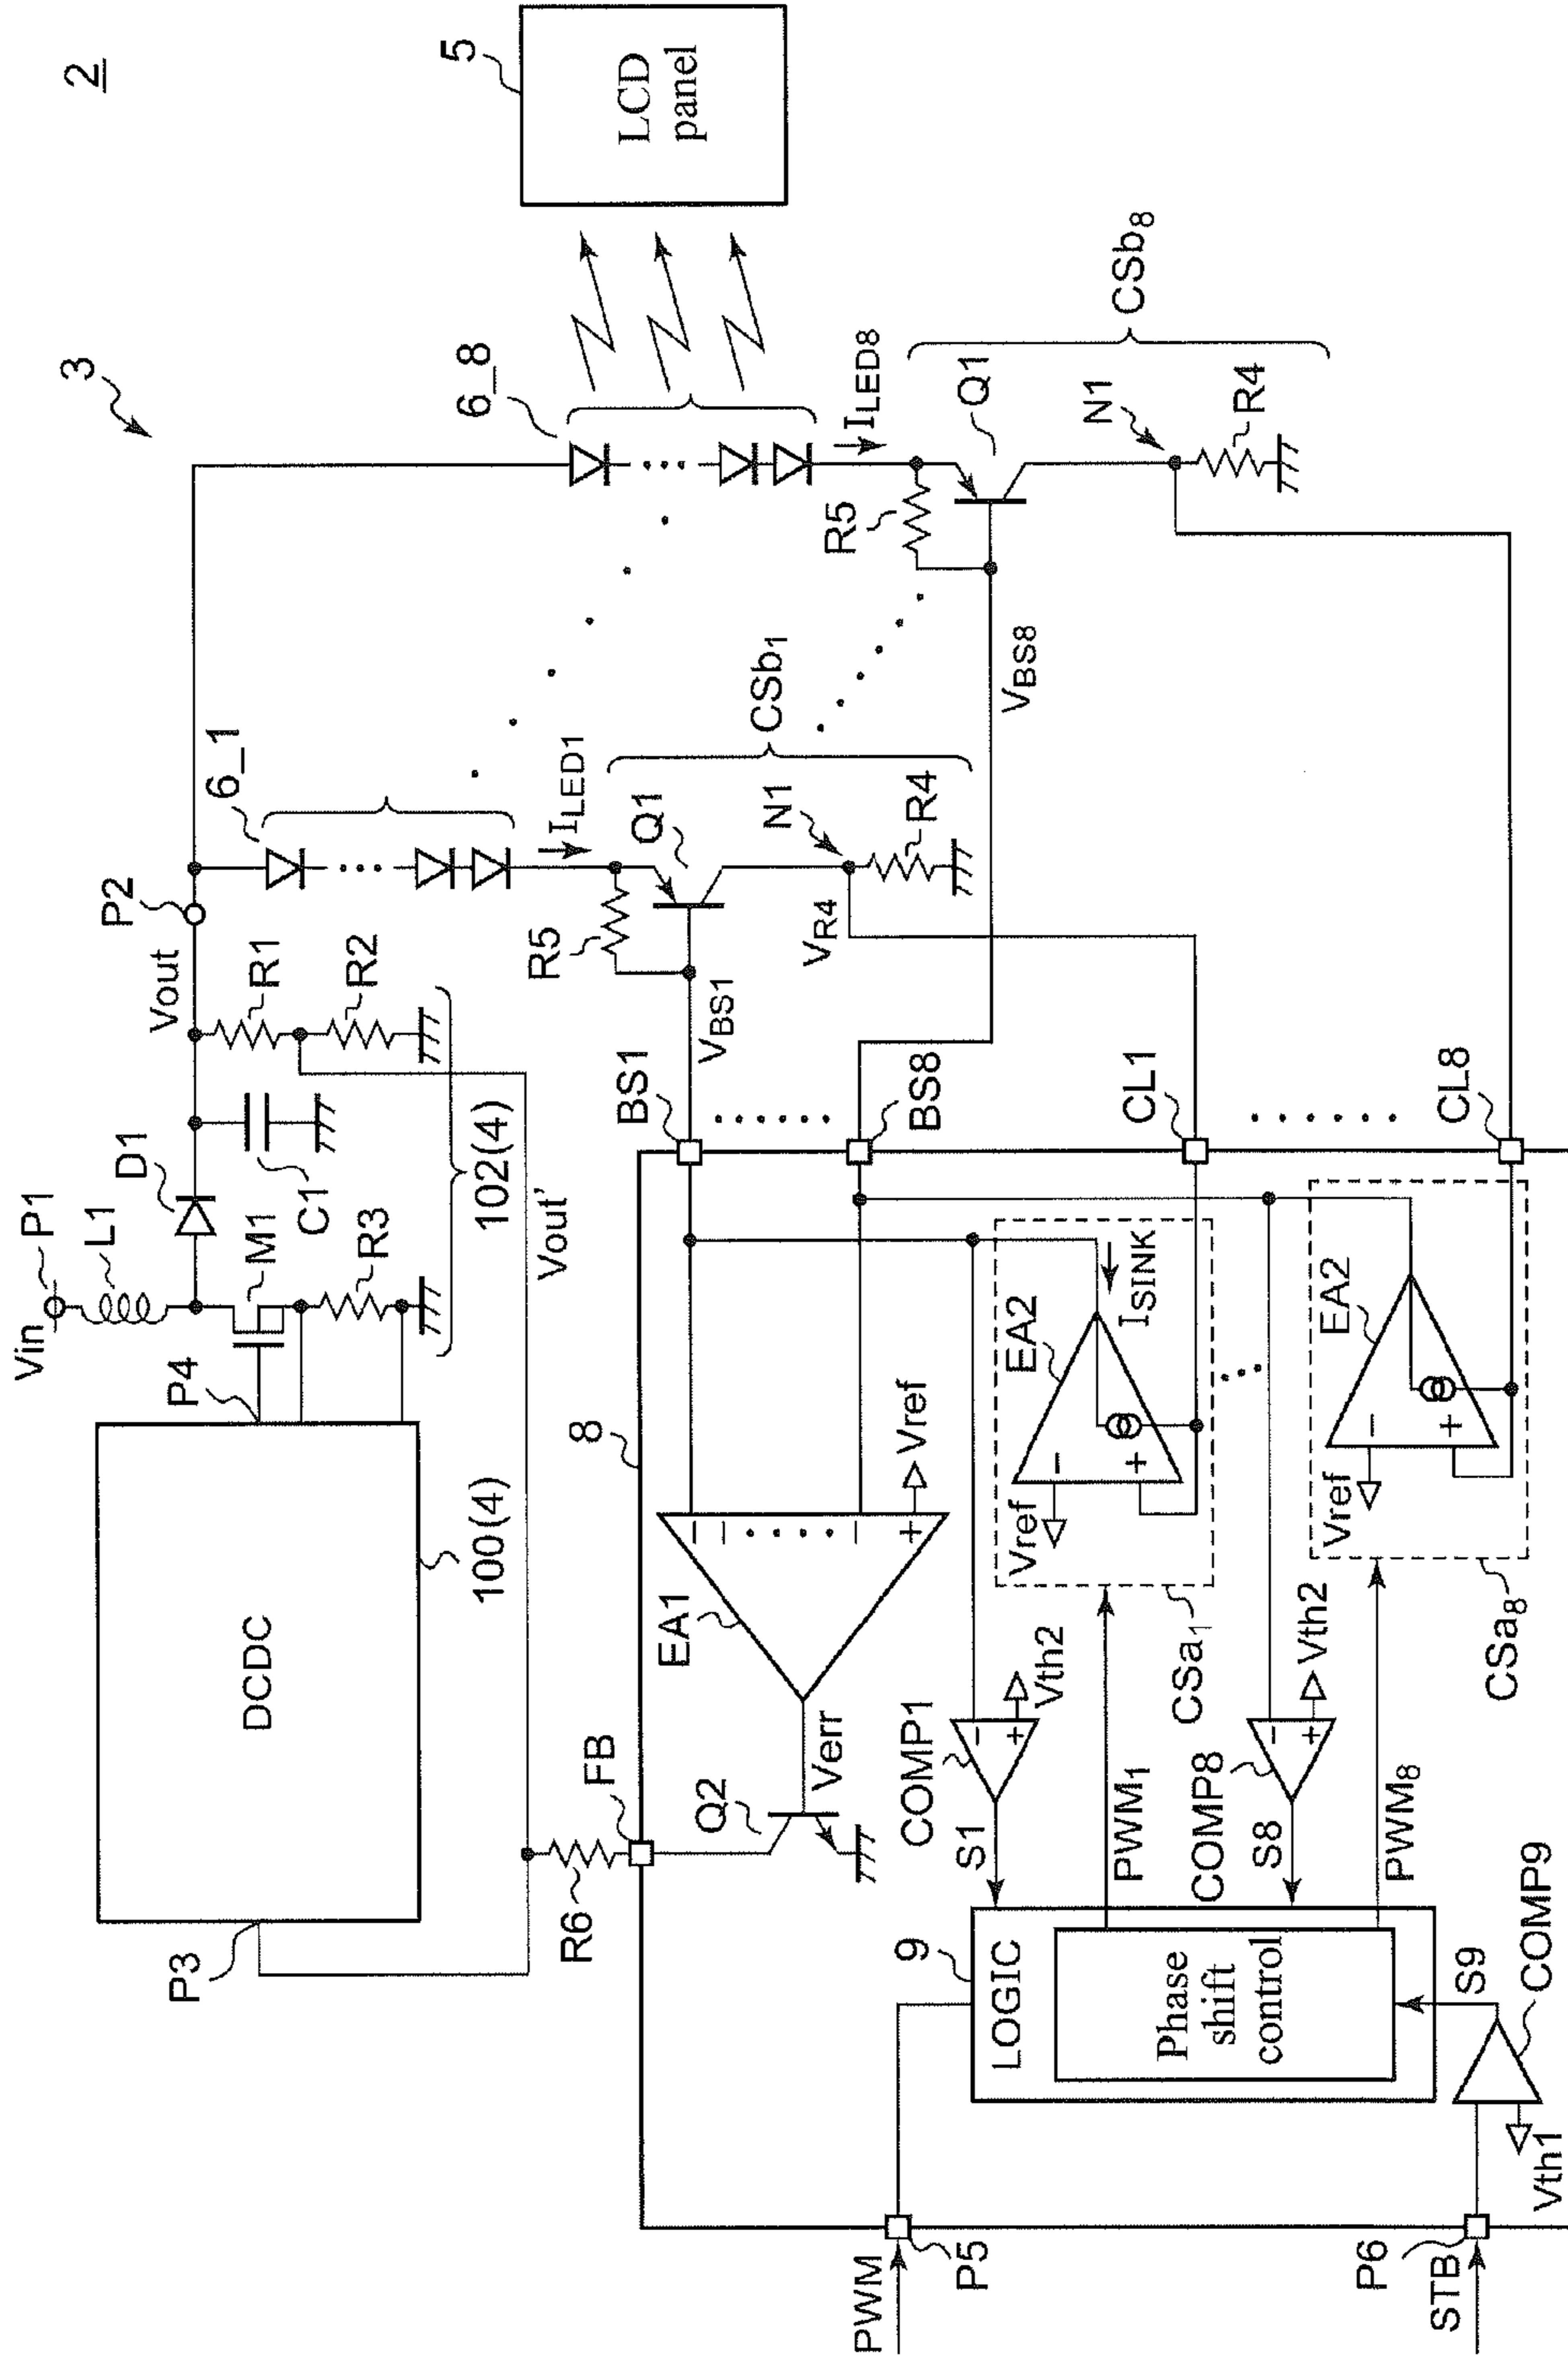 2
3
Vin
P1
L1
D1
M1
C1
R3
P4
P3
DCDC
100(4)
102(4)
Vout
Vout'
R1
R2
P2
6_1
6_8
LCD
panel
5
ILED1
ILED8
R5
Q1
CSb1
N1
R4
VR4
VBS1
R5
Q1
CSb8
N1
R4
VBS8
BS1
BS8
CL1
CL8
8
FB
R6
Q2
Verr
EA1
Vref
EA2
ISINK
Vref
CSa1
EA2
Vref
CSa8
COMP1
Vth2
S1
PWM1
COMP8
Vth2
S8
PWM8
9
LOGIC
Phase
shift
control
S9
COMP9
Vth1
PWM
P5
STB
P6
− − − +
− +
− +
− +
− +